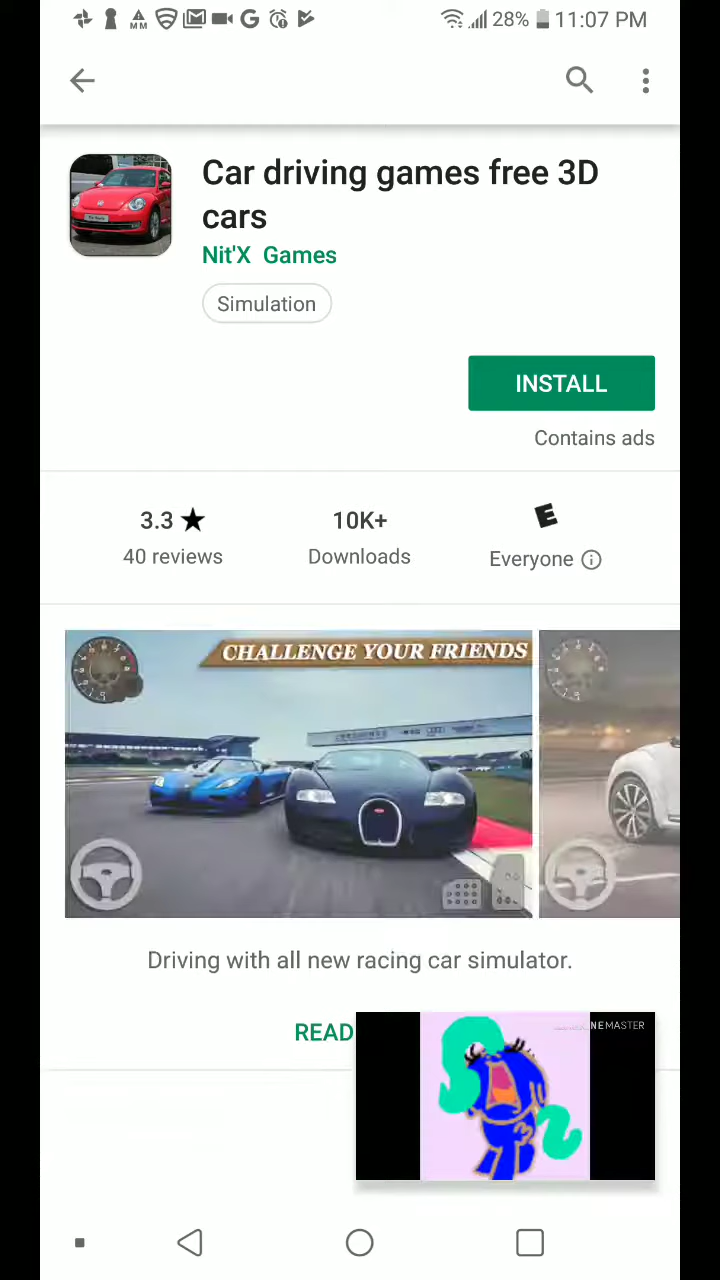 28% 11:07 PM
Car driving games free 3D
cars
Nit'X Games
Simulation
INSTALL
Contains ads
3.3 ★ 10K+ E
40 reviews Downloads Everyone
CHALLENGE YOUR FRIENDS
Driving with all new racing car simulator.
READ
NEMASTER